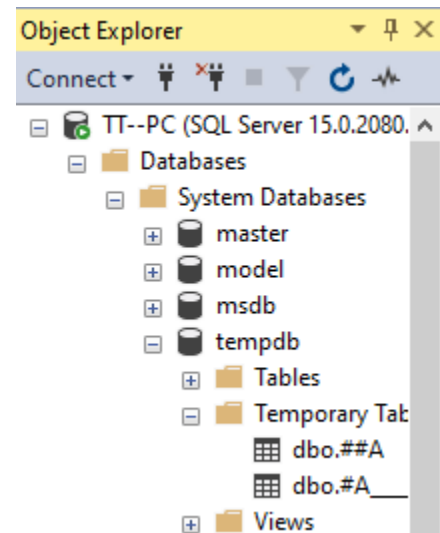 Object Explorer
Connect
TT--PC (SQL Server 15.0.2080.
Databases
System Databases
master
model
msdb
tempdb
Tables
Temporary Tab
dbo.##A
dbo.#A___
Views